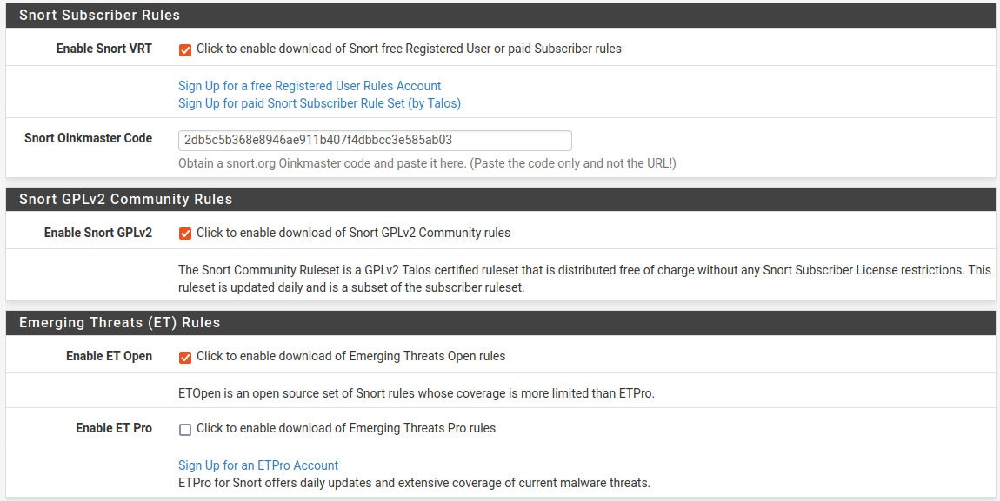 Snort Subscriber Rules
Enable Snort VRT
Click to enable download of Snort free Registered User or paid Subscriber rules
Sign Up for a free Registered User Rules Account
Sign Up for paid Snort Subscriber Rule Set (by Talos)
Snort Oinkmaster Code
2db5c5b368e8946ae911b407f4dbbcc3e585ab03
Obtain a snort.org Oinkmaster code and paste it here. (Paste the code only and not the URL!)
Snort GPLv2 Community Rules
Enable Snort GPLv2
Click to enable download of Snort GPLv2 Community rules
The Snort Community Ruleset is a GPLv2 Talos certified ruleset that is distributed free of charge without any Snort Subscriber License restrictions. This
ruleset is updated daily and is a subset of the subscriber ruleset.
Emerging Threats (ET) Rules
Enable ET Open
Click to enable download of Emerging Threats Open rules
ETOpen is an open source set of Snort rules whose coverage is more limited than ETPro.
Enable ET Pro
Click to enable download of Emerging Threats Pro rules
Sign Up for an ETPro Account
ETPro for Snort offers daily updates and extensive coverage of current malware threats.